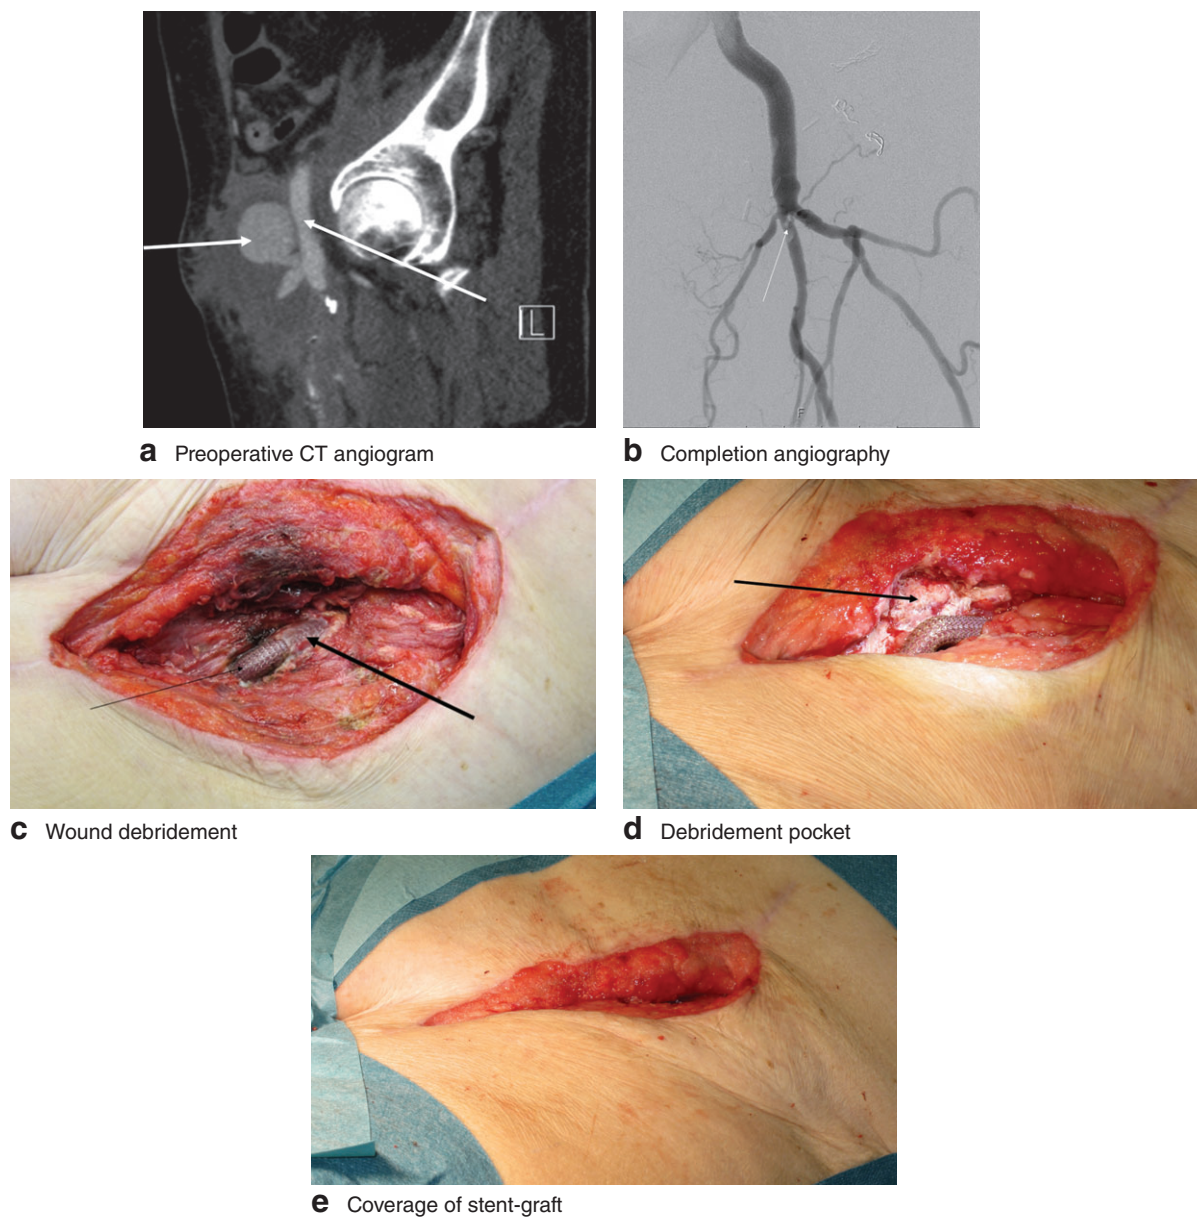 L
F
a Preoperative CT angiogram
b Completion angiography
c Wound debridement
d Debridement pocket
e Coverage of stent-graft